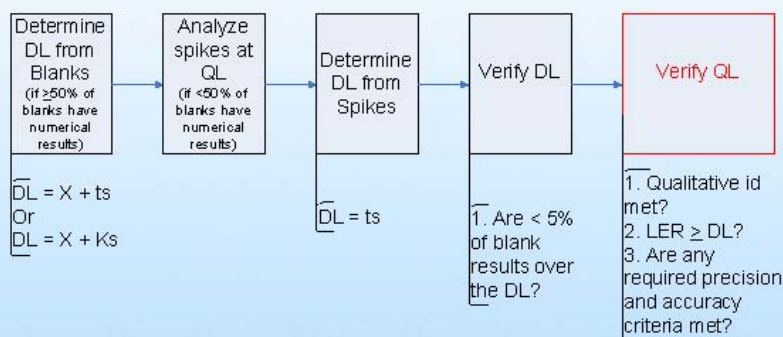 Determine
DL from
Blanks
(if ≥50% of
blanks have
numerical
results)
Analyze
spikes at
QL
(if <50% of
blanks have
numerical
results)
Determine
DL from
Spikes
Verify DL
Verify QL
DL = X + ts
Or
DL = X + Ks
DL = ts
1. Are < 5%
of blank
results over
the DL?
1. Qualitative id
met?
2. LER ≥ DL?
3. Are any
required precision
and accuracy
criteria met?